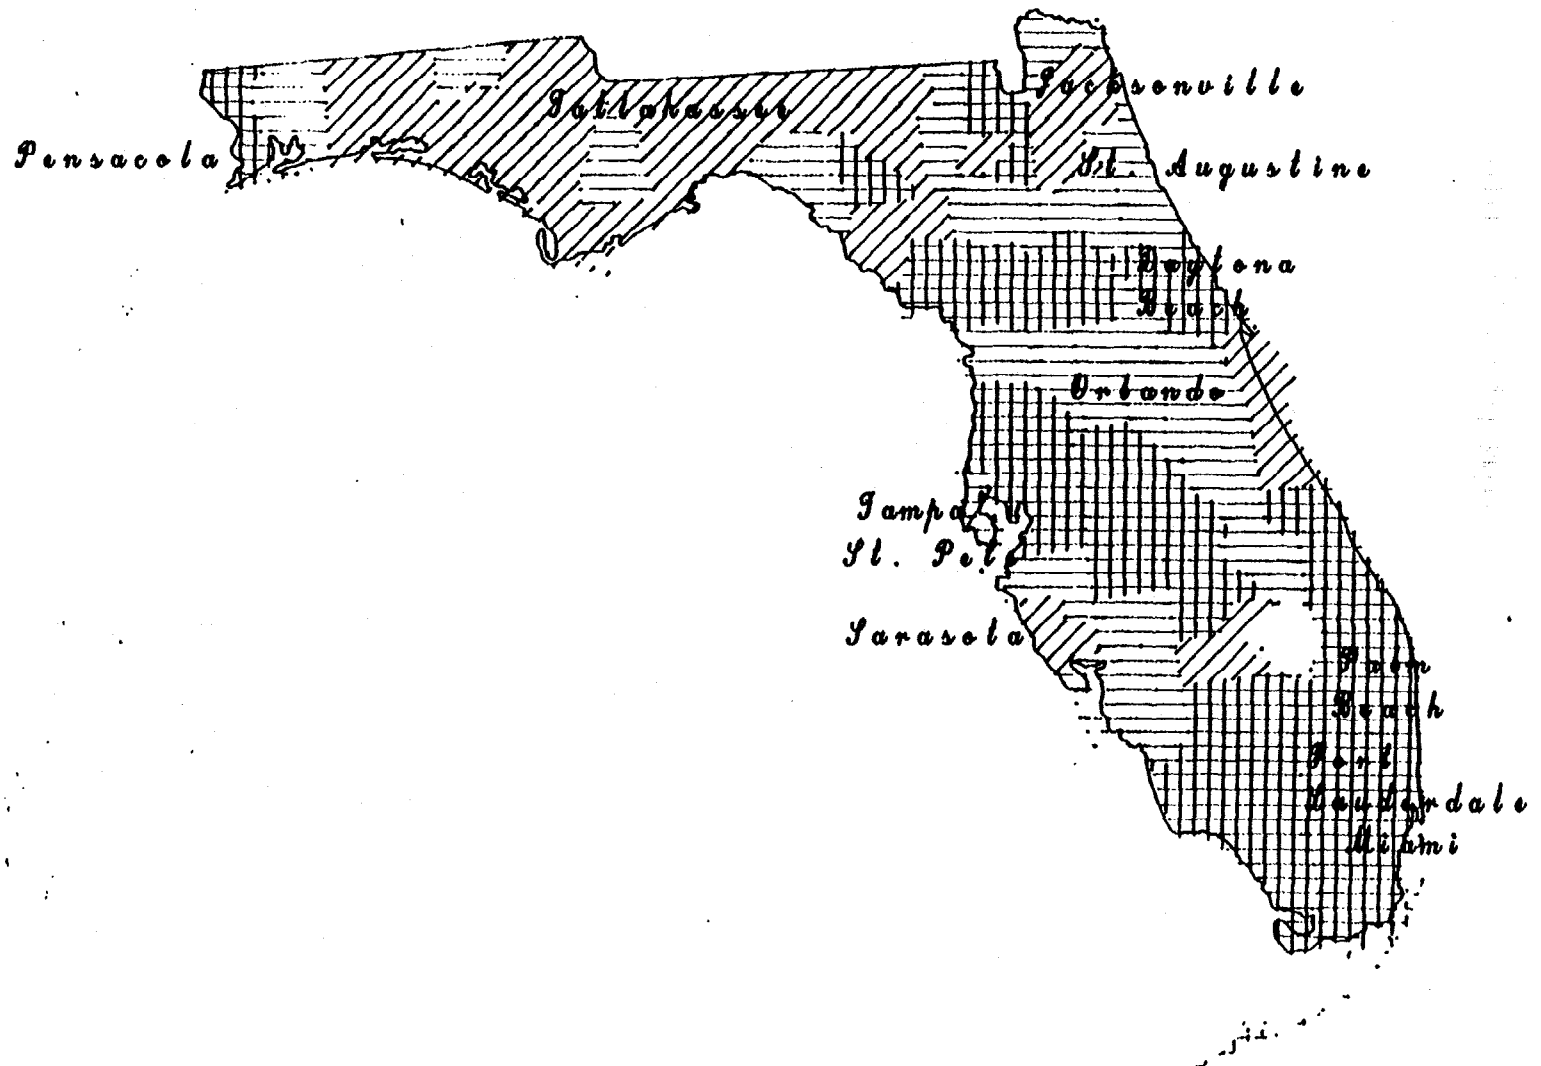 Jacksonville
Tallahassee
Pensacola
St. Augustine
Daytona
Beach
Orlando
Tampa
St. Pete
Sarasota
Palm
Beach
Fort
Lauderdale
Miami